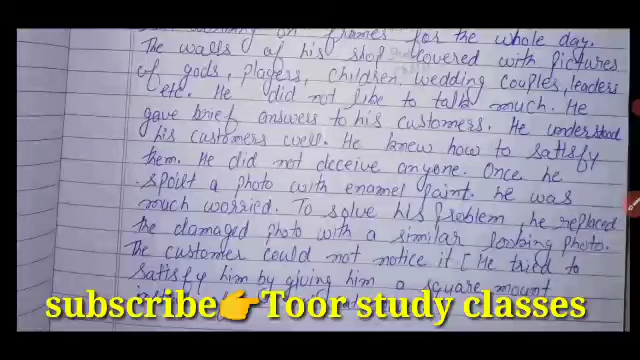 on frames for the whole day.
The walls of his shop covered with pictures
of gods, players, children, wedding couples, leaders
etc. He did not like to talk much. He
gave brief answers to his customers. He understood
his customers well. He knew how to satisfy
them. He did not deceive anyone. Once he
spoilt a photo with enamel paint. he was
much worried. To solve his problem, he replaced
the damaged photo with a similar looking photo.
The customer could not notice it [ He tried to
satisfy him by giving him a square mount
subscribe👉Toor study classes